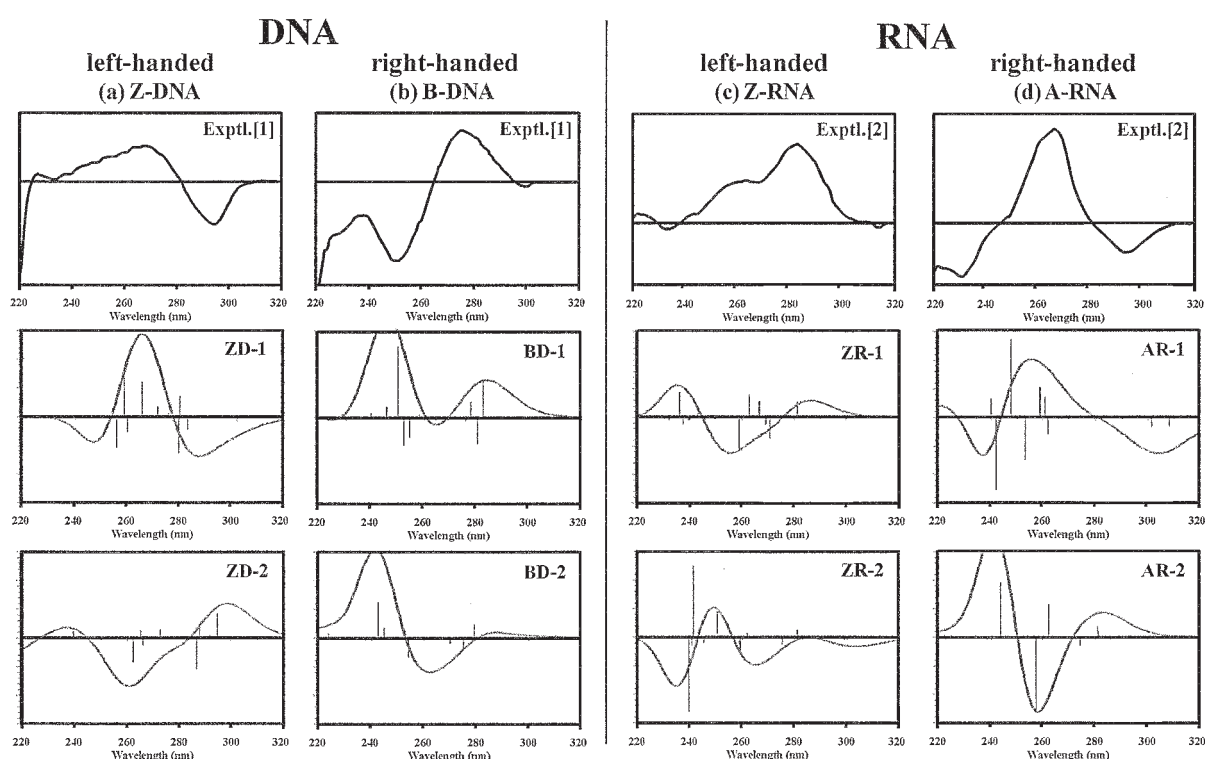 DNA
RNA
left-handed
right-handed
left-handed
right-handed
(a) Z-DNA
(b) B-DNA
(c) Z-RNA
(d) A-RNA
Exptl.[1]
Exptl.[1]
Exptl.[2]
Exptl.[2]
220 240 260 280 300 320
220 240 260 280 300 320
220 240 260 280 300 320
220 240 260 280 300 320
Wavelength (nm)
Wavelength (nm)
Wavelength (nm)
Wavelength (nm)
ZD-1
BD-1
ZR-1
AR-1
220 240 260 280 300 320
220 240 260 280 300 320
220 240 260 280 300 320
220 240 260 280 300 320
Wavelength (nm)
Wavelength (nm)
Wavelength (nm)
Wavelength (nm)
ZD-2
BD-2
ZR-2
AR-2
220 240 260 280 300 320
220 240 260 280 300 320
220 240 260 280 300 320
220 240 260 280 300 320
Wavelength (nm)
Wavelength (nm)
Wavelength (nm)
Wavelength (nm)